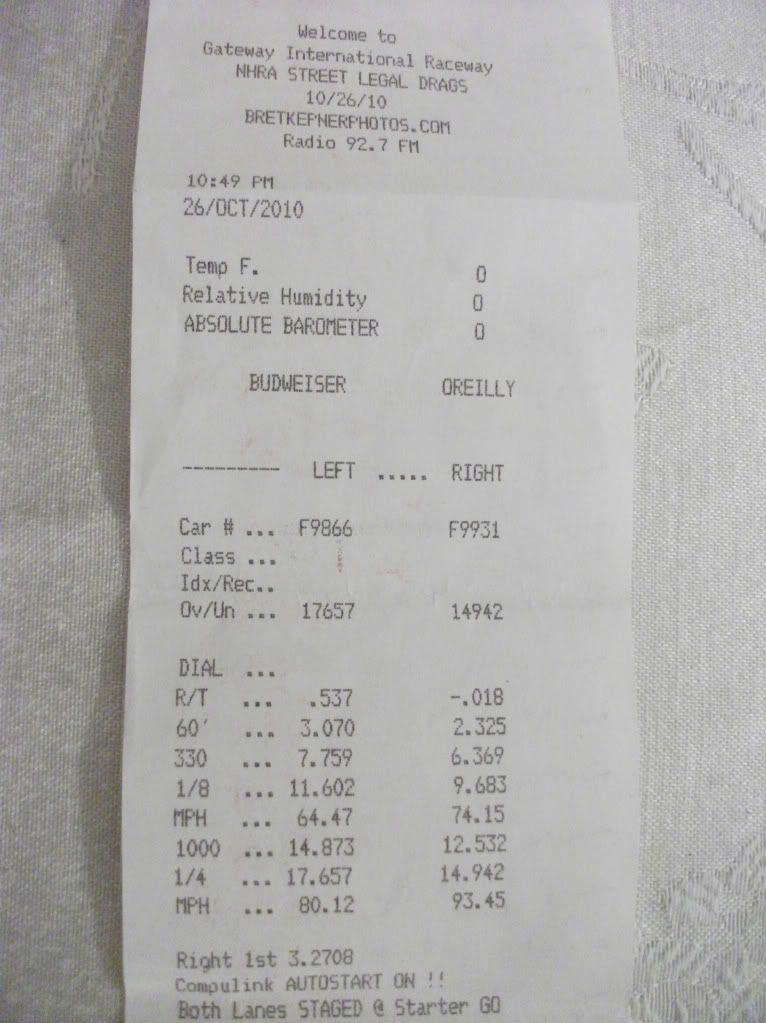 Welcome to
Gateway International Raceway
NHRA STREET LEGAL DRAGS
10/26/10
BRETKEPNERPHOTOS.COM
Radio 92.7 FM
10:49 PM
26/OCT/2010
Temp F. 0
Relative Humidity 0
ABSOLUTE BAROMETER 0
BUDWEISER OREILLY
--------- LEFT ..... RIGHT
Car # ... F9866 F9931
Class ...
Idx/Rec..
Ov/Un ... 17657 14942
DIAL ...
R/T ... .537 -.018
60' ... 3.070 2.325
330 ... 7.759 6.369
1/8 ... 11.602 9.683
MPH ... 64.47 74.15
1000 ... 14.873 12.532
1/4 ... 17.657 14.942
MPH ... 80.12 93.45
Right 1st 3.2708
Compulink AUTOSTART ON !!
Both Lanes STAGED @ Starter GO